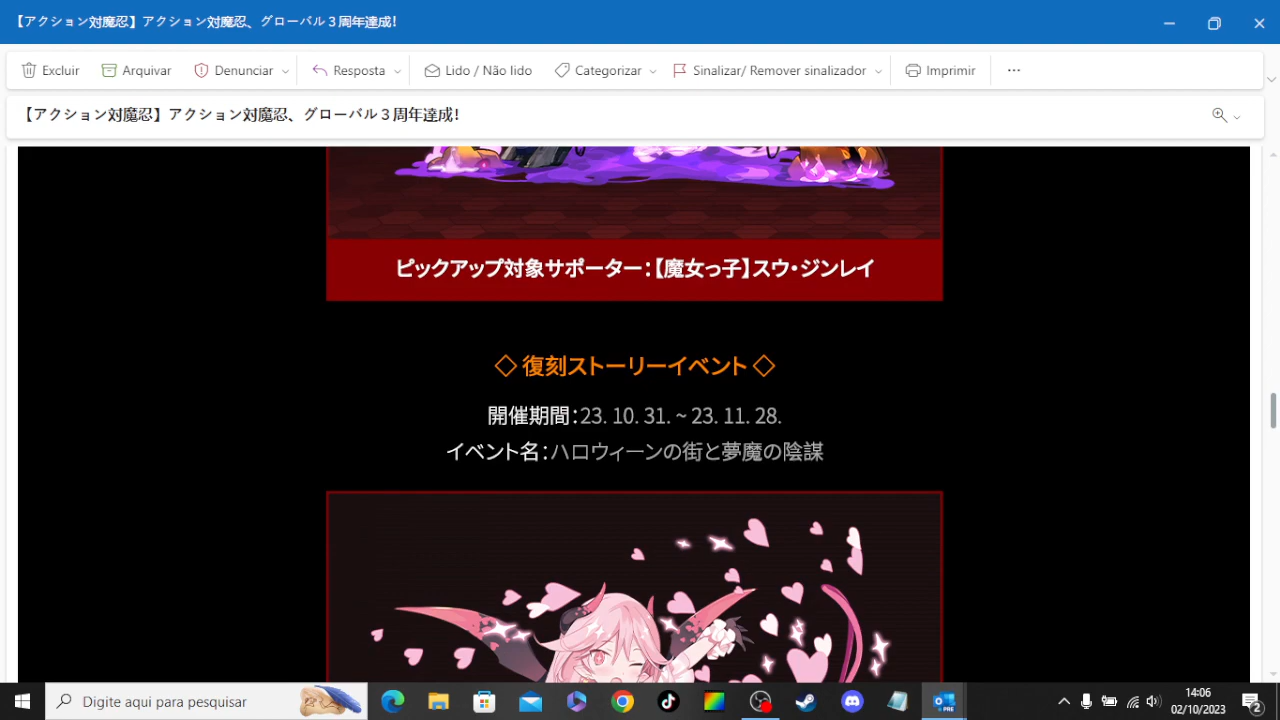 【アクション対魔忍】アクション対魔忍、グローバル３周年達成!
Excluir Arquivar Denunciar Resposta Lido / Não lido Categorizar Sinalizar/ Remover sinalizador Imprimir ...
【アクション対魔忍】アクション対魔忍、グローバル３周年達成!
ピックアップ対象サポーター：【魔女っ子】スウ・ジンレイ
◇ 復刻ストーリーイベント ◇
開催期間：23. 10. 31. ~ 23. 11. 28.
イベント名：ハロウィーンの街と夢魔の陰謀
Digite aqui para pesquisar
PRE
14:06
02/10/2023
2